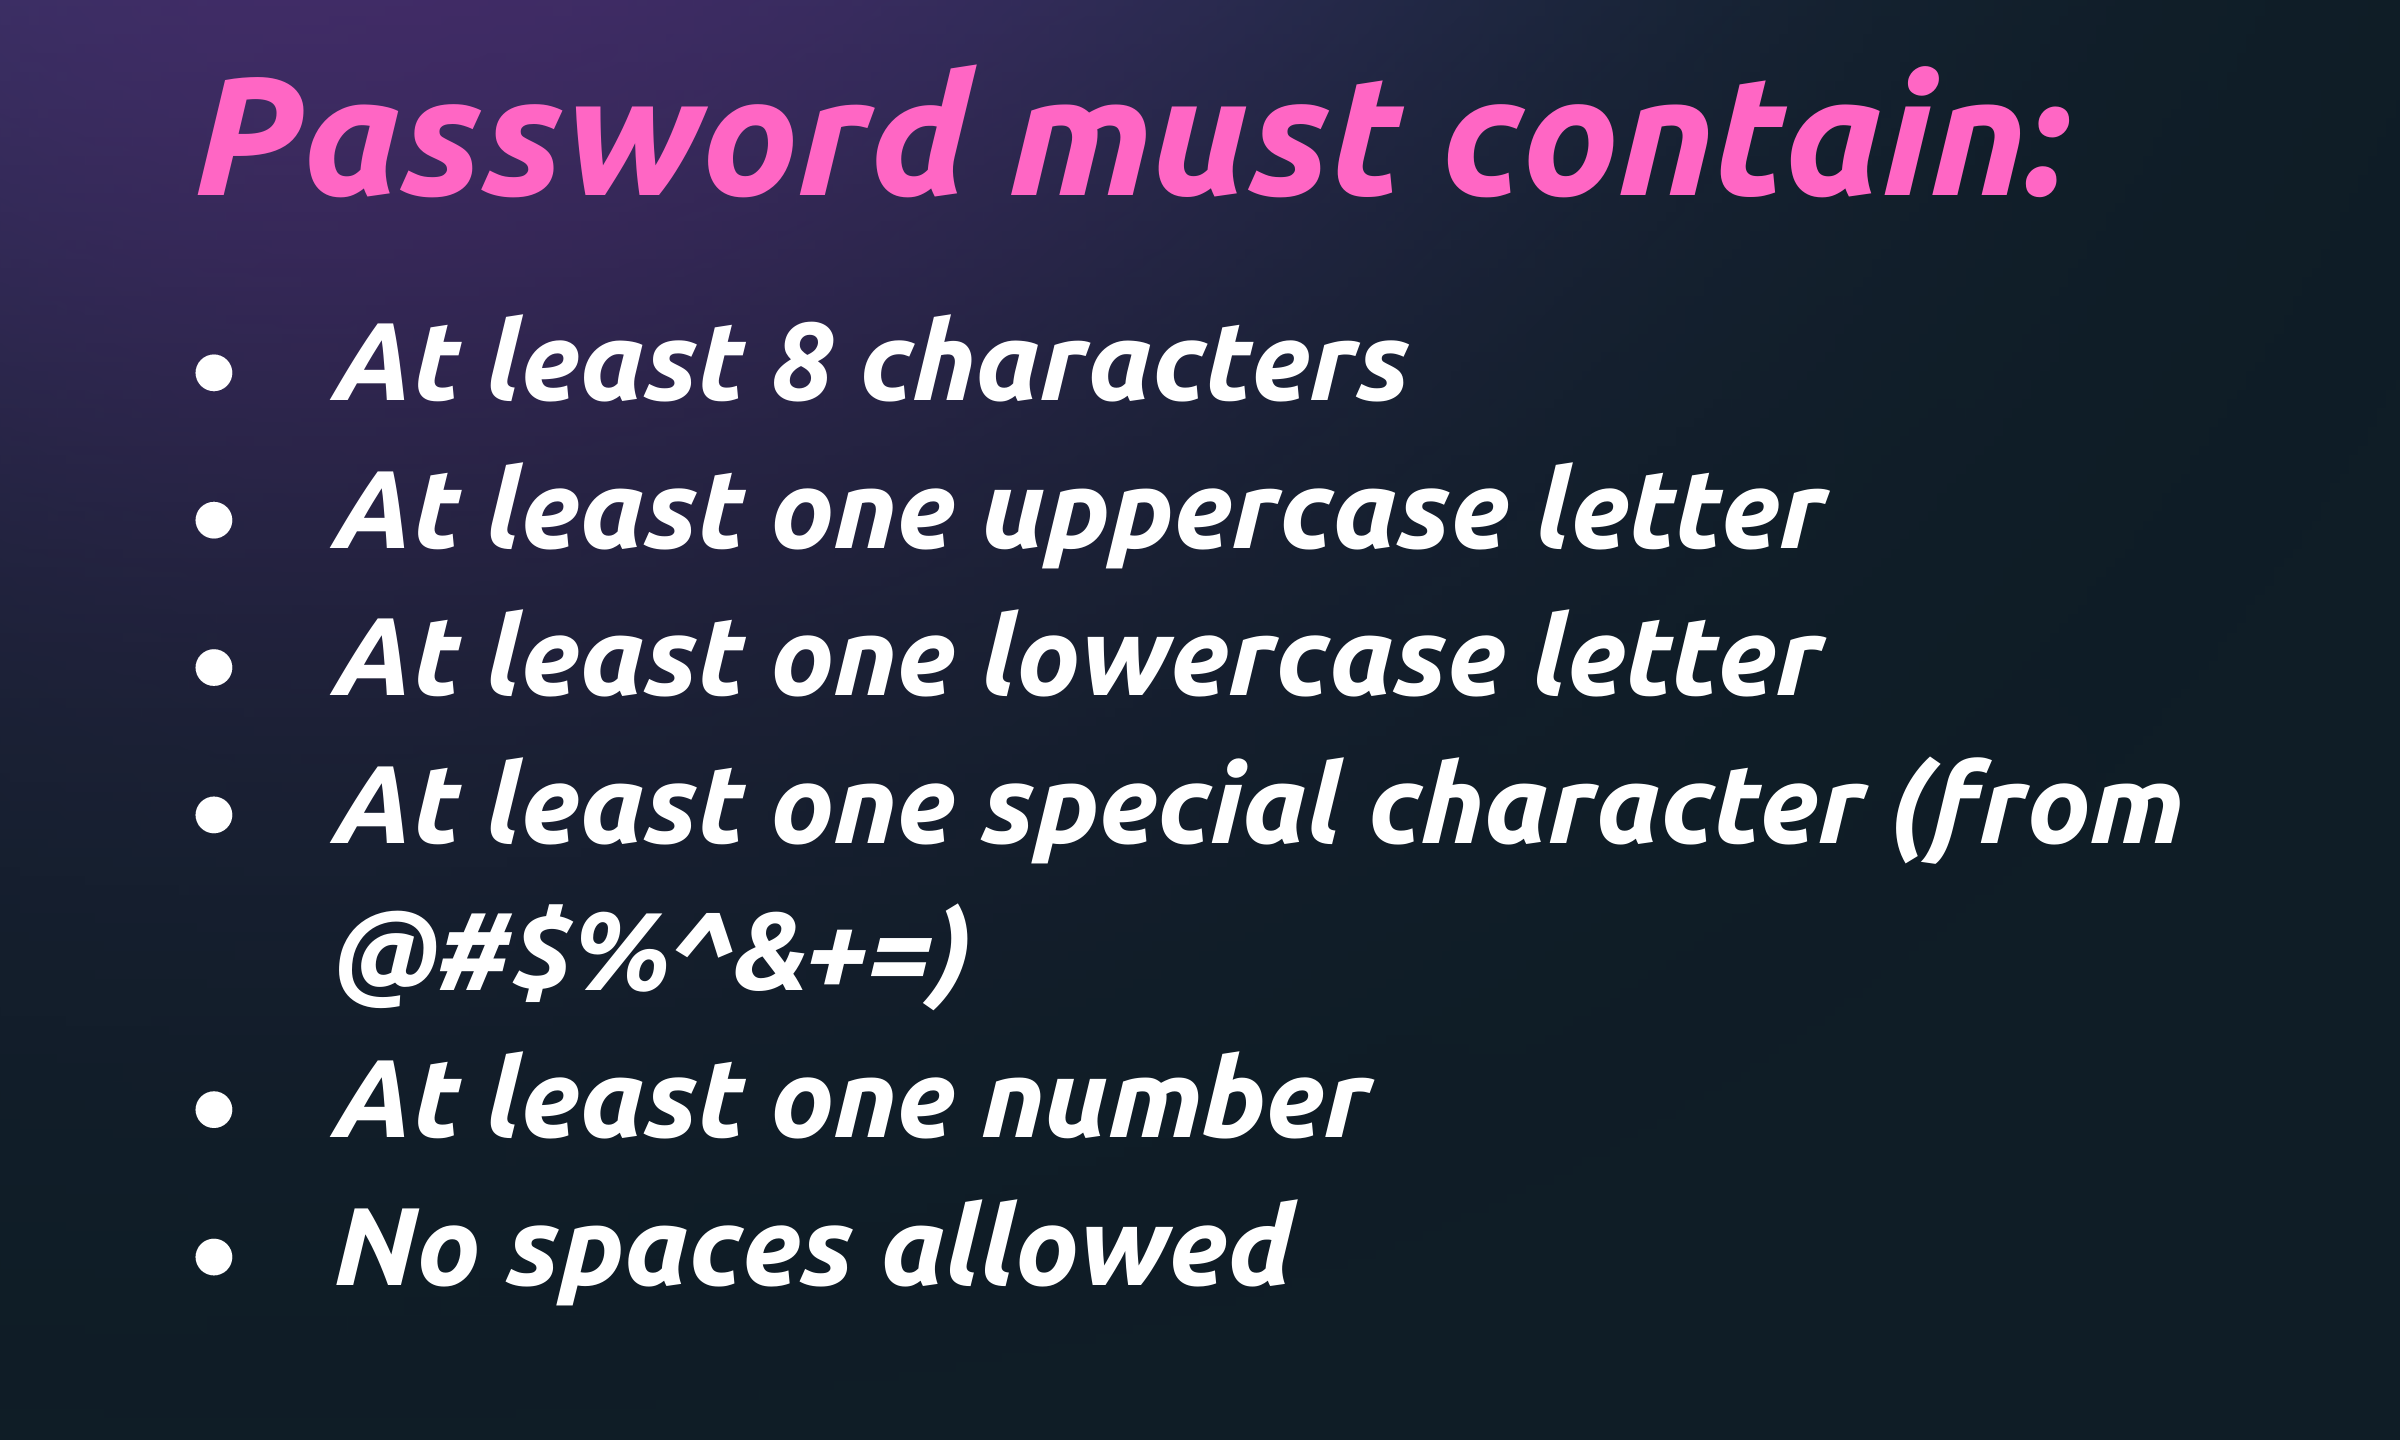 Password must contain:
• At least 8 characters
• At least one uppercase letter
• At least one lowercase letter
• At least one special character (from
@#$%^&+=)
• At least one number
• No spaces allowed